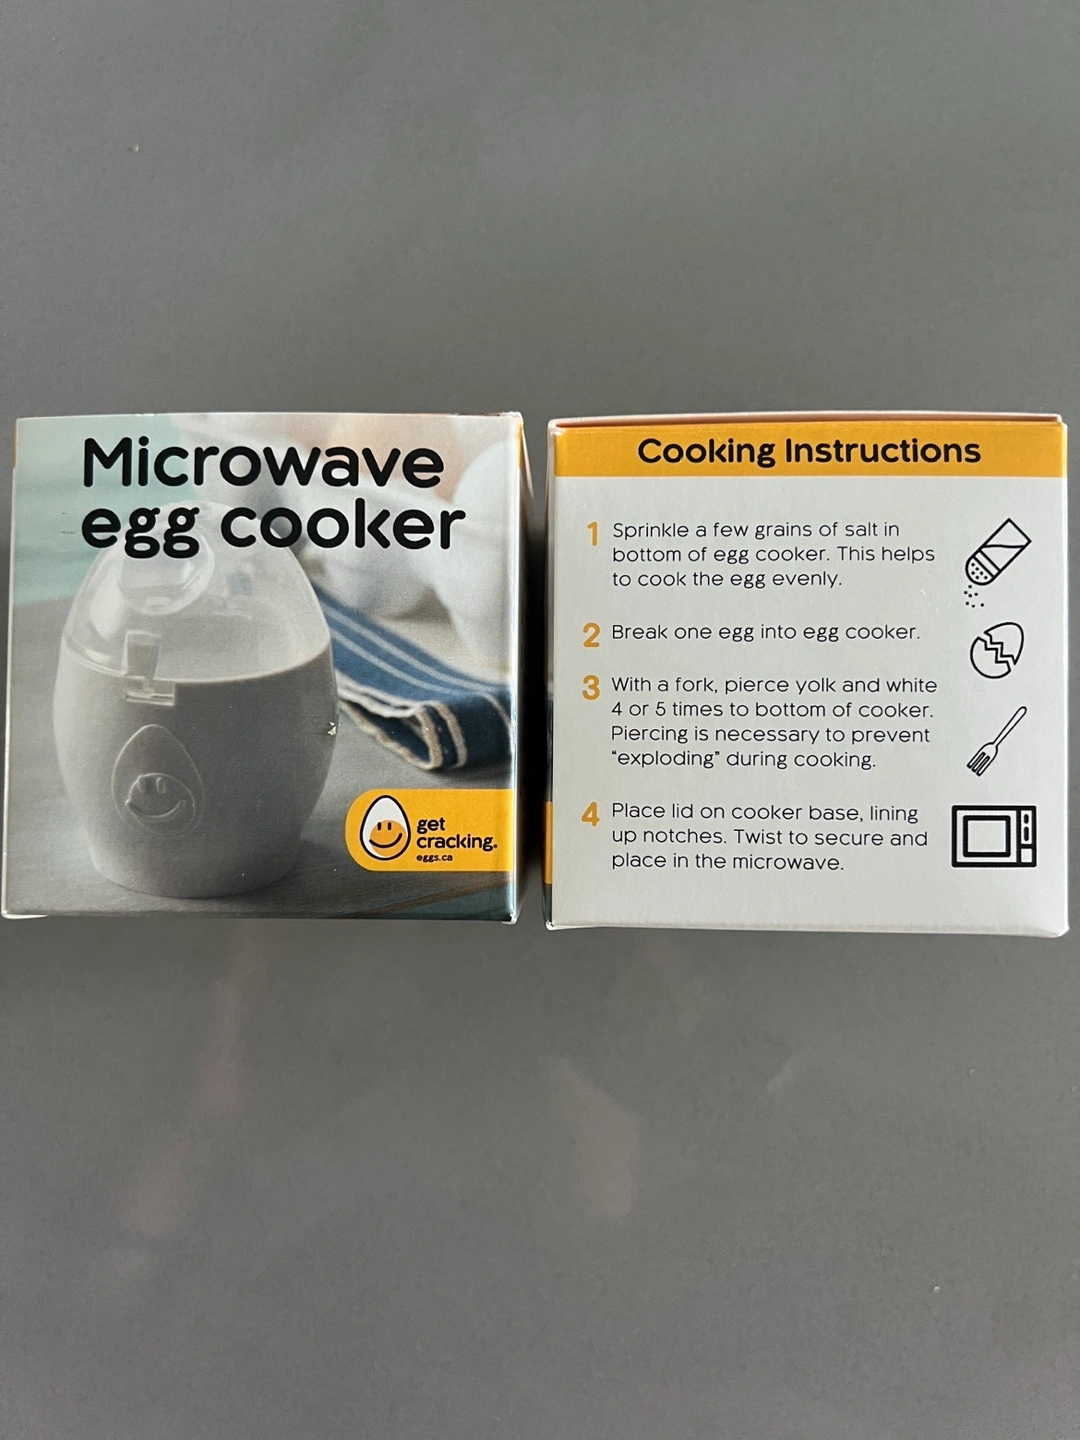 Microwave
egg cooker
get
cracking.
eggs.ca
Cooking Instructions
1 Sprinkle a few grains of salt in
bottom of egg cooker. This helps
to cook the egg evenly.
2 Break one egg into egg cooker.
3 With a fork, pierce yolk and white
4 or 5 times to bottom of cooker.
Piercing is necessary to prevent
“exploding” during cooking.
4 Place lid on cooker base, lining
up notches. Twist to secure and
place in the microwave.